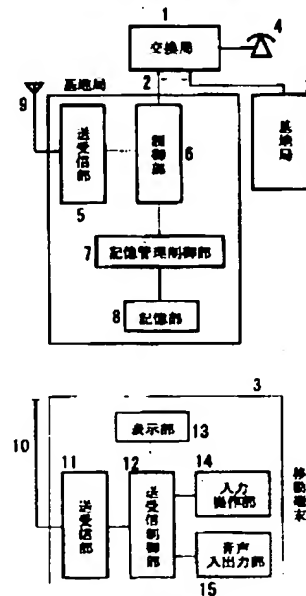 1
交換局
4
2
基地局
9
送受信部
5
制御部
6
基地局
7
記憶管理制御部
8
記憶部
3
10
表示部
13
11
12
14
送受信部
送受信制御部
入力
操作部
音声
入出力部
15
移動端末